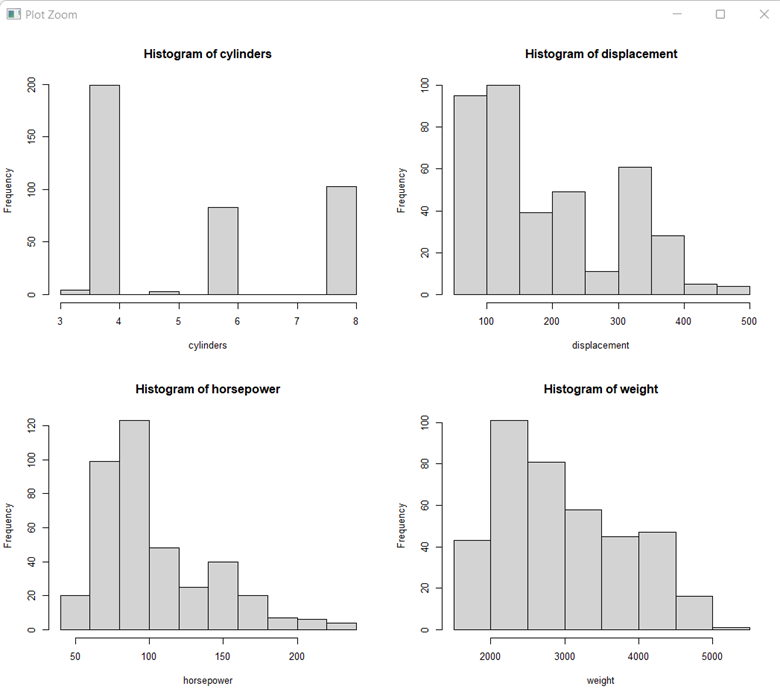 Plot Zoom
Histogram of cylinders
Frequency
0 50 100 150 200
3 4 5 6 7 8
cylinders
Histogram of displacement
Frequency
0 20 40 60 80 100
100 200 300 400 500
displacement
Histogram of horsepower
Frequency
0 20 40 60 80 100 120
50 100 150 200
horsepower
Histogram of weight
Frequency
0 20 40 60 80 100
2000 3000 4000 5000
weight